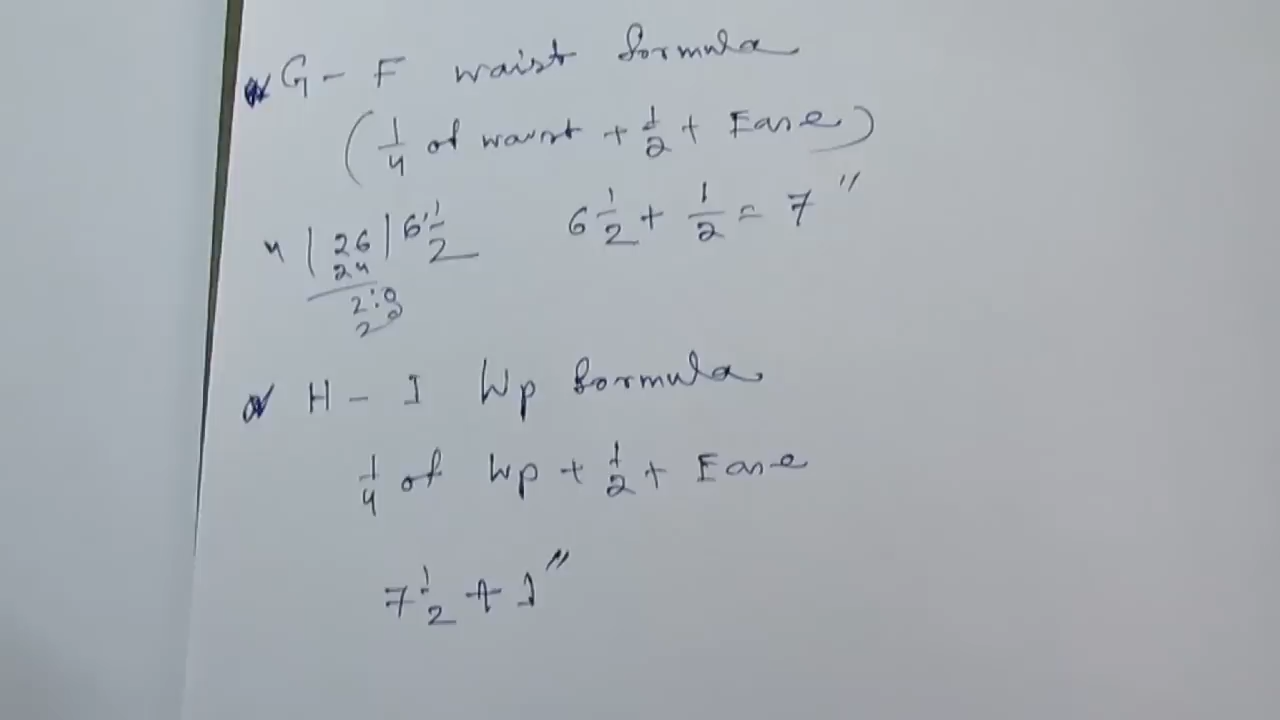 G - F waist formula
(1/4 of waist + 1/2 + Ease)
4 | 26 | 6 1/2    6 1/2 + 1/2 = 7"
24
2:0
2
H - I Wp formula
1/4 of Wp + 1/2 + Ease
7 1/2 + 1"